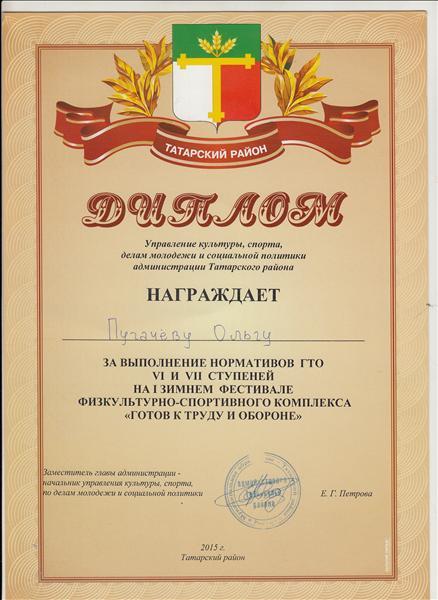 ТАТАРСКИЙ РАЙОН
ДИПЛОМ
Управление культуры, спорта,
делам молодежи и социальной политики
администрации Татарского района
НАГРАЖДАЕТ
Пугачёву Ольгу
ЗА ВЫПОЛНЕНИЕ НОРМАТИВОВ ГТО
VI И VII СТУПЕНЕЙ
НА I ЗИМНЕМ ФЕСТИВАЛЕ
ФИЗКУЛЬТУРНО-СПОРТИВНОГО КОМПЛЕКСА
«ГОТОВ К ТРУДУ И ОБОРОНЕ»
Заместитель главы администрации -
начальник управления культуры, спорта,
по делам молодежи и социальной политики
Е. Г. Петрова
2015 г.
Татарский район